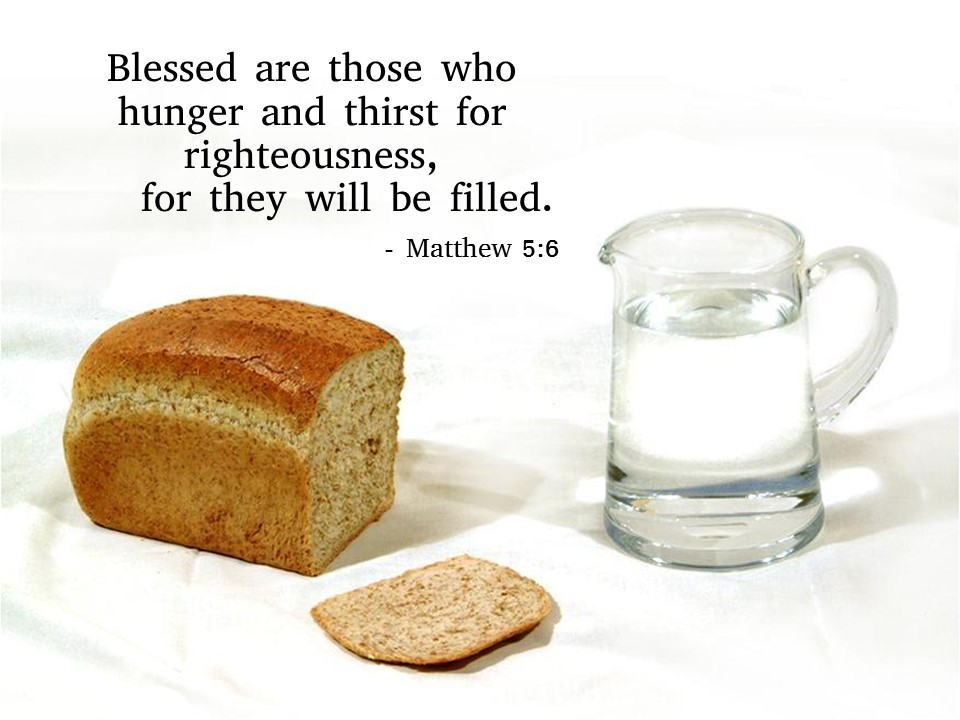 Blessed are those who
hunger and thirst for
righteousness,
for they will be filled.
- Matthew 5:6